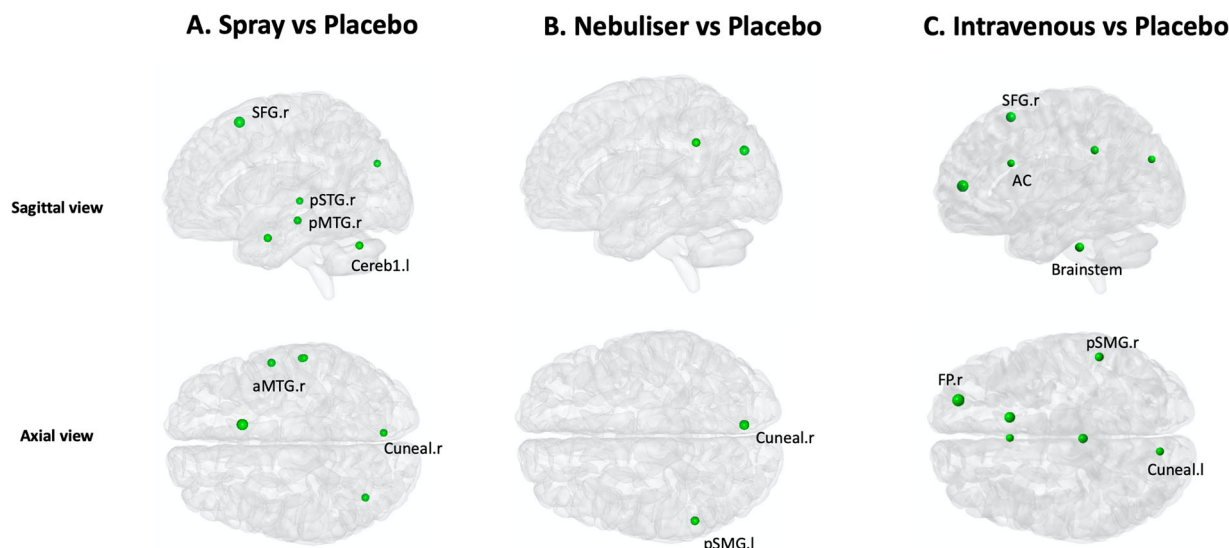 A. Spray vs Placebo
B. Nebuliser vs Placebo
C. Intravenous vs Placebo
Sagittal view
SFG.r
pSTG.r
pMTG.r
Cereb1.l
SFG.r
AC
Brainstem
Axial view
aMTG.r
Cuneal.r
Cuneal.r
pSMG.l
pSMG.r
FP.r
Cuneal.l